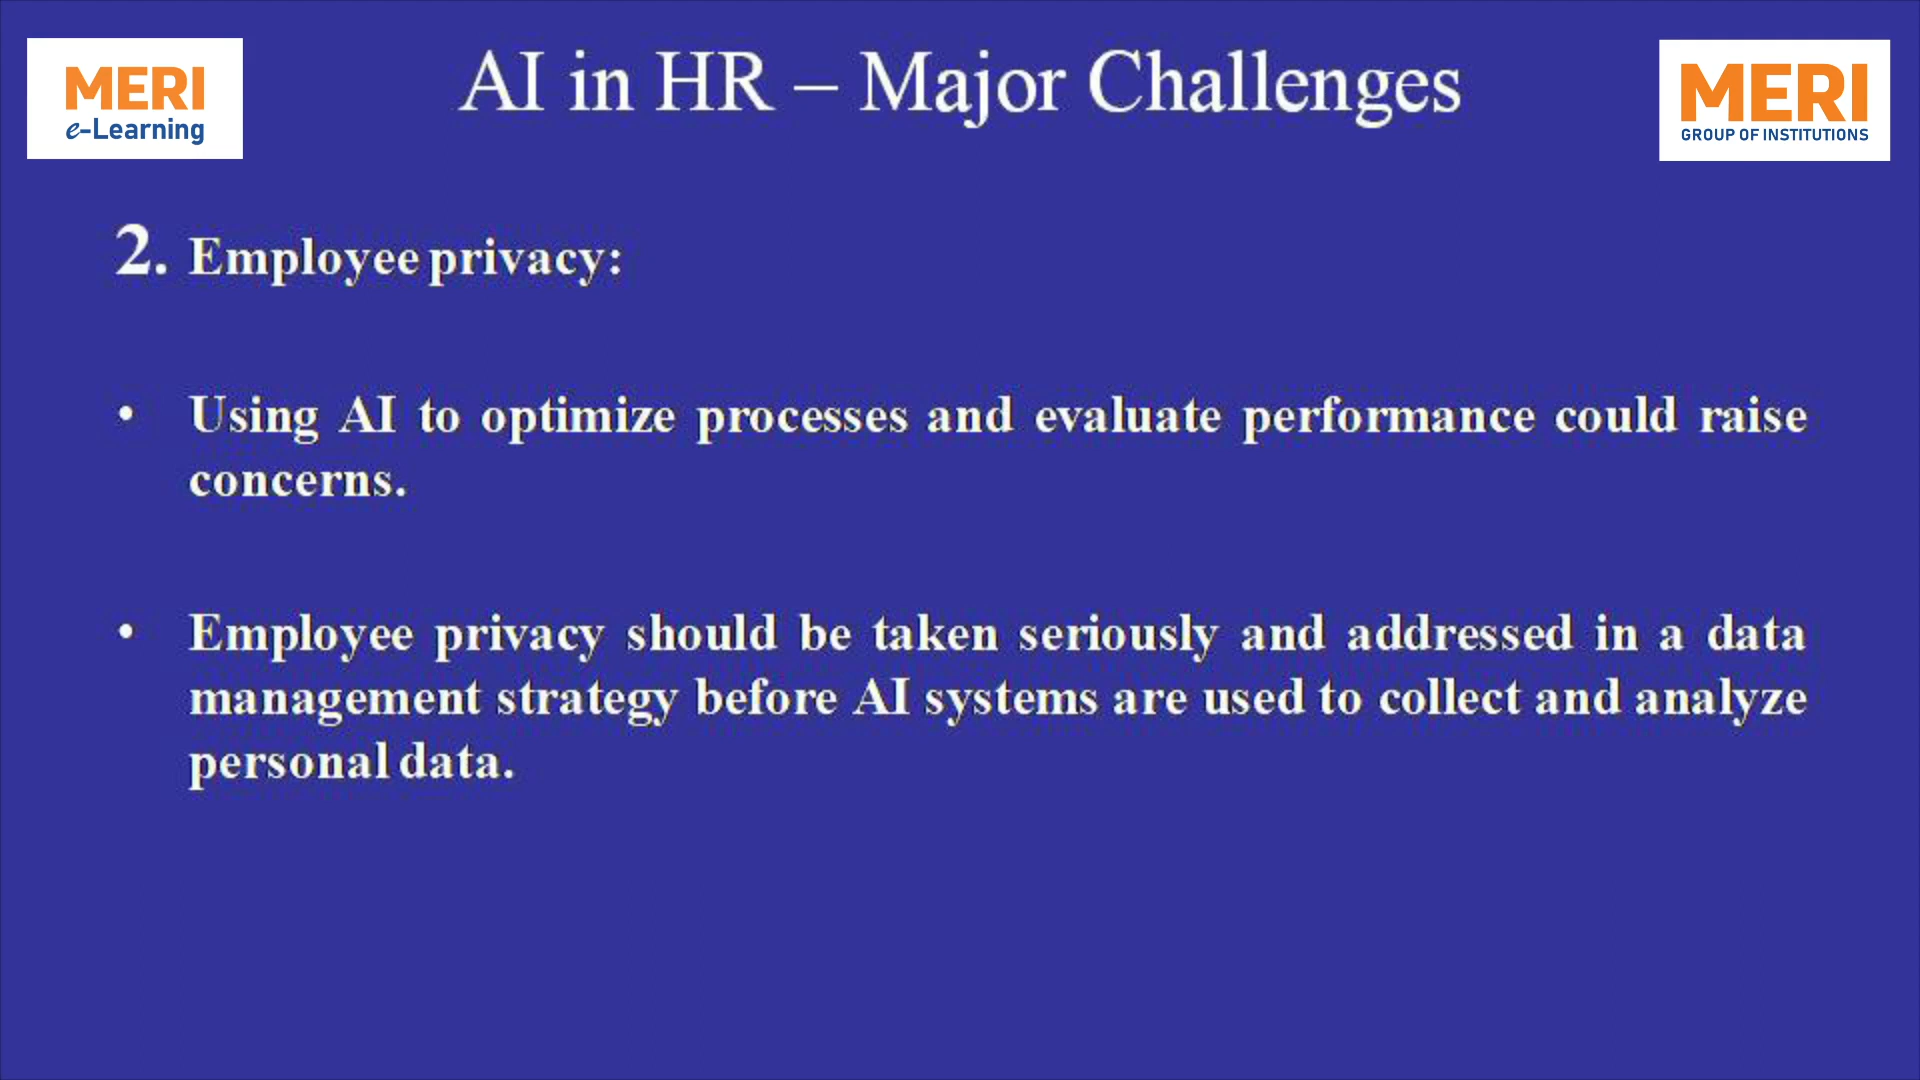 MERI
e-Learning
AI in HR – Major Challenges
MERI
GROUP OF INSTITUTIONS
2. Employee privacy:
• Using AI to optimize processes and evaluate performance could raise
concerns.
• Employee privacy should be taken seriously and addressed in a data
management strategy before AI systems are used to collect and analyze
personal data.